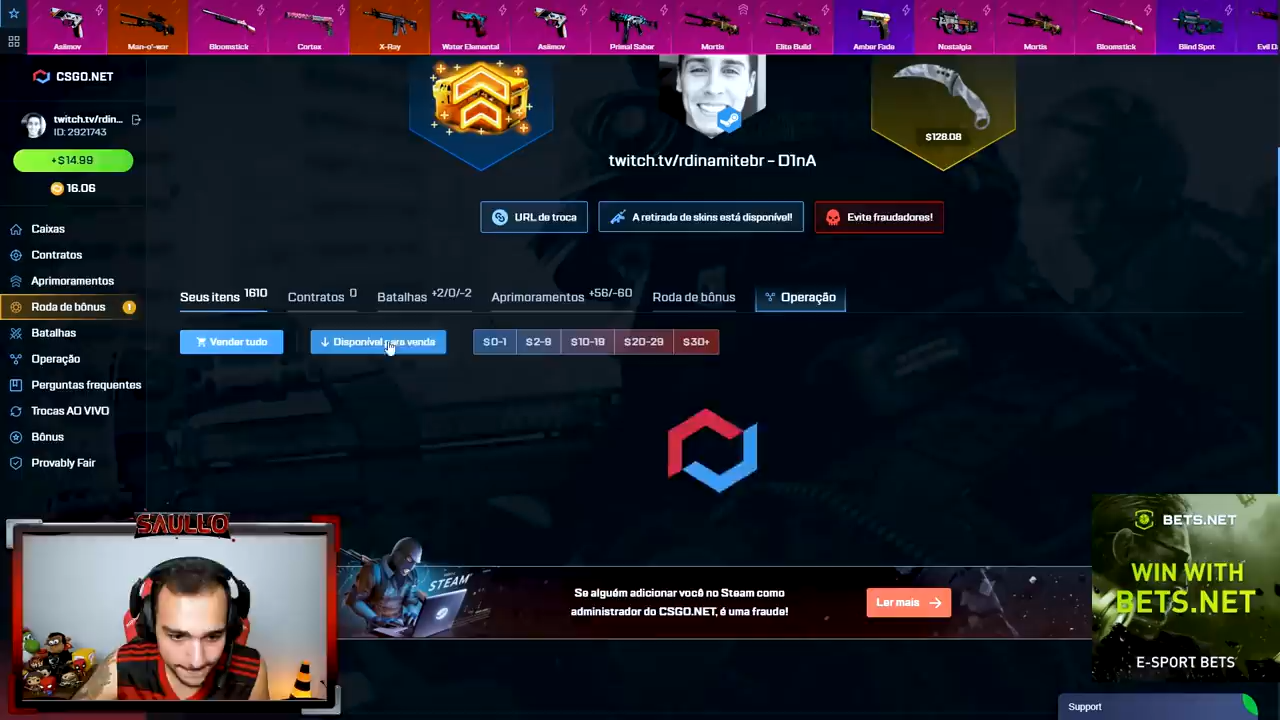 Asiimov
Man-o'-war
Bloomstick
Cortex
X-Ray
Water Elemental
Asiimov
Primal Saber
Mortis
Elite Build
Amber Fade
Nostalgia
Mortis
Bloomstick
Blind Spot
Evil D
CSGO.NET
twitch.tv/rdin...
ID: 2921743
+$14.99
16.06
Caixas
Contratos
Aprimoramentos
Roda de bônus 1
Batalhas
Operação
Perguntas frequentes
Trocas AO VIVO
Bônus
Provably Fair
$128.08
twitch.tv/rdinamitebr - D1nA
URL de troca
A retirada de skins está disponível!
Evite fraudadores!
Seus itens 1610
Contratos 0
Batalhas +2/0/-2
Aprimoramentos +56/-60
Roda de bônus
Operação
Vender tudo
Disponível para venda
$0-1
$2-9
$10-19
$20-29
$30+
SAULLO
STEAM
Se alguém adicionar você no Steam como
administrador do CSGO.NET, é uma fraude!
Ler mais
BETS.NET
WIN WITH
BETS.NET
E-SPORT BETS
Support